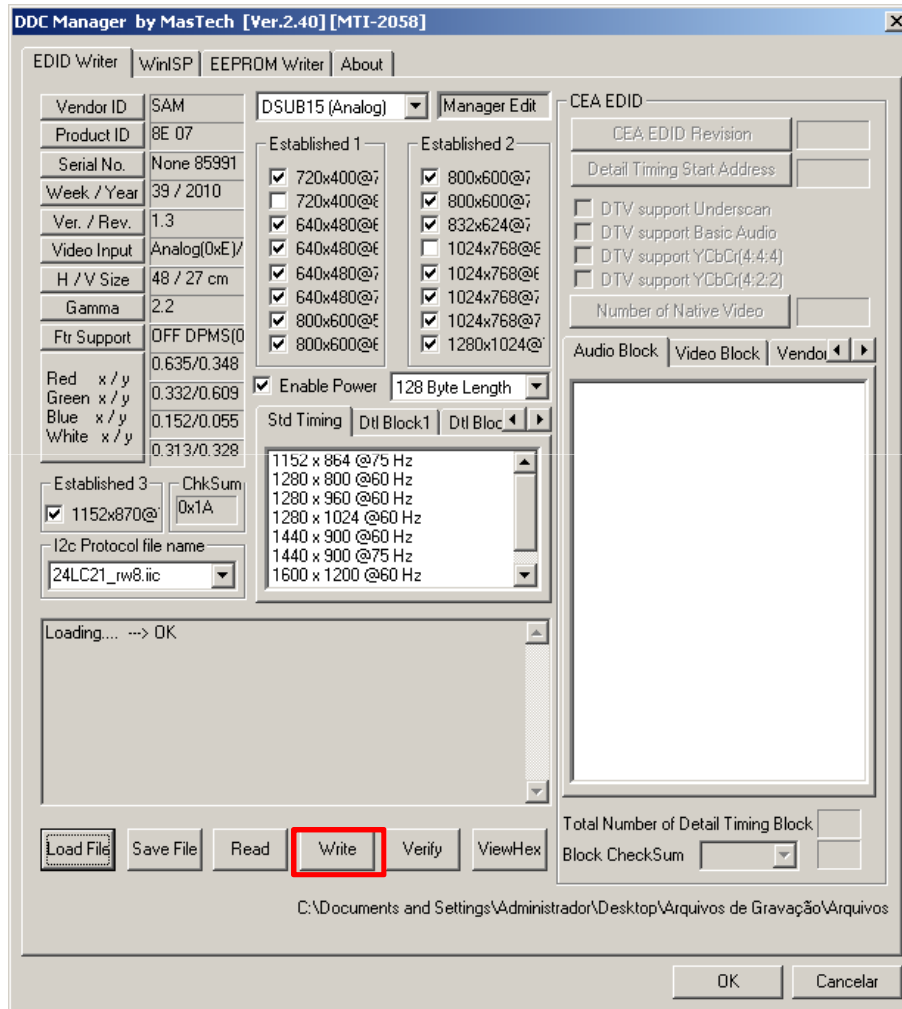 DDC Manager by MasTech [Ver.2.40] [MTI-2058]
EDID Writer WinISP EEPROM Writer About
Vendor ID SAM
Product ID 8E 07
Serial No. None 85991
Week / Year 39 / 2010
Ver. / Rev. 1.3
Video Input Analog(0xE)/
H / V Size 48 / 27 cm
Gamma 2.2
Ftr Support OFF DPMS(0
Red x / y 0.635/0.348
Green x / y 0.332/0.609
Blue x / y 0.152/0.055
White x / y 0.313/0.328
Established 3
1152x870@
ChkSum
0x1A
I2c Protocol file name
24LC21_rw8.iic
DSUB15 (Analog) Manager Edit
Established 1
720x400@7
720x400@8
640x480@6
640x480@6
640x480@7
640x480@7
800x600@5
800x600@6
Established 2
800x600@7
800x600@7
832x624@7
1024x768@8
1024x768@6
1024x768@7
1024x768@7
1280x1024@
Enable Power 128 Byte Length
Std Timing Dtl Block1 Dtl Bloc
1152 x 864 @75 Hz
1280 x 800 @60 Hz
1280 x 960 @60 Hz
1280 x 1024 @60 Hz
1440 x 900 @60 Hz
1440 x 900 @75 Hz
1600 x 1200 @60 Hz
CEA EDID
CEA EDID Revision
Detail Timing Start Address
DTV support Underscan
DTV support Basic Audio
DTV support YCbCr(4:4:4)
DTV support YCbCr(4:2:2)
Number of Native Video
Audio Block Video Block Vendor
Loading.... ---> OK
Total Number of Detail Timing Block
Block CheckSum
Load File Save File Read Write Verify ViewHex
C:\Documents and Settings\Administrador\Desktop\Arquivos de Gravação\Arquivos
OK Cancelar